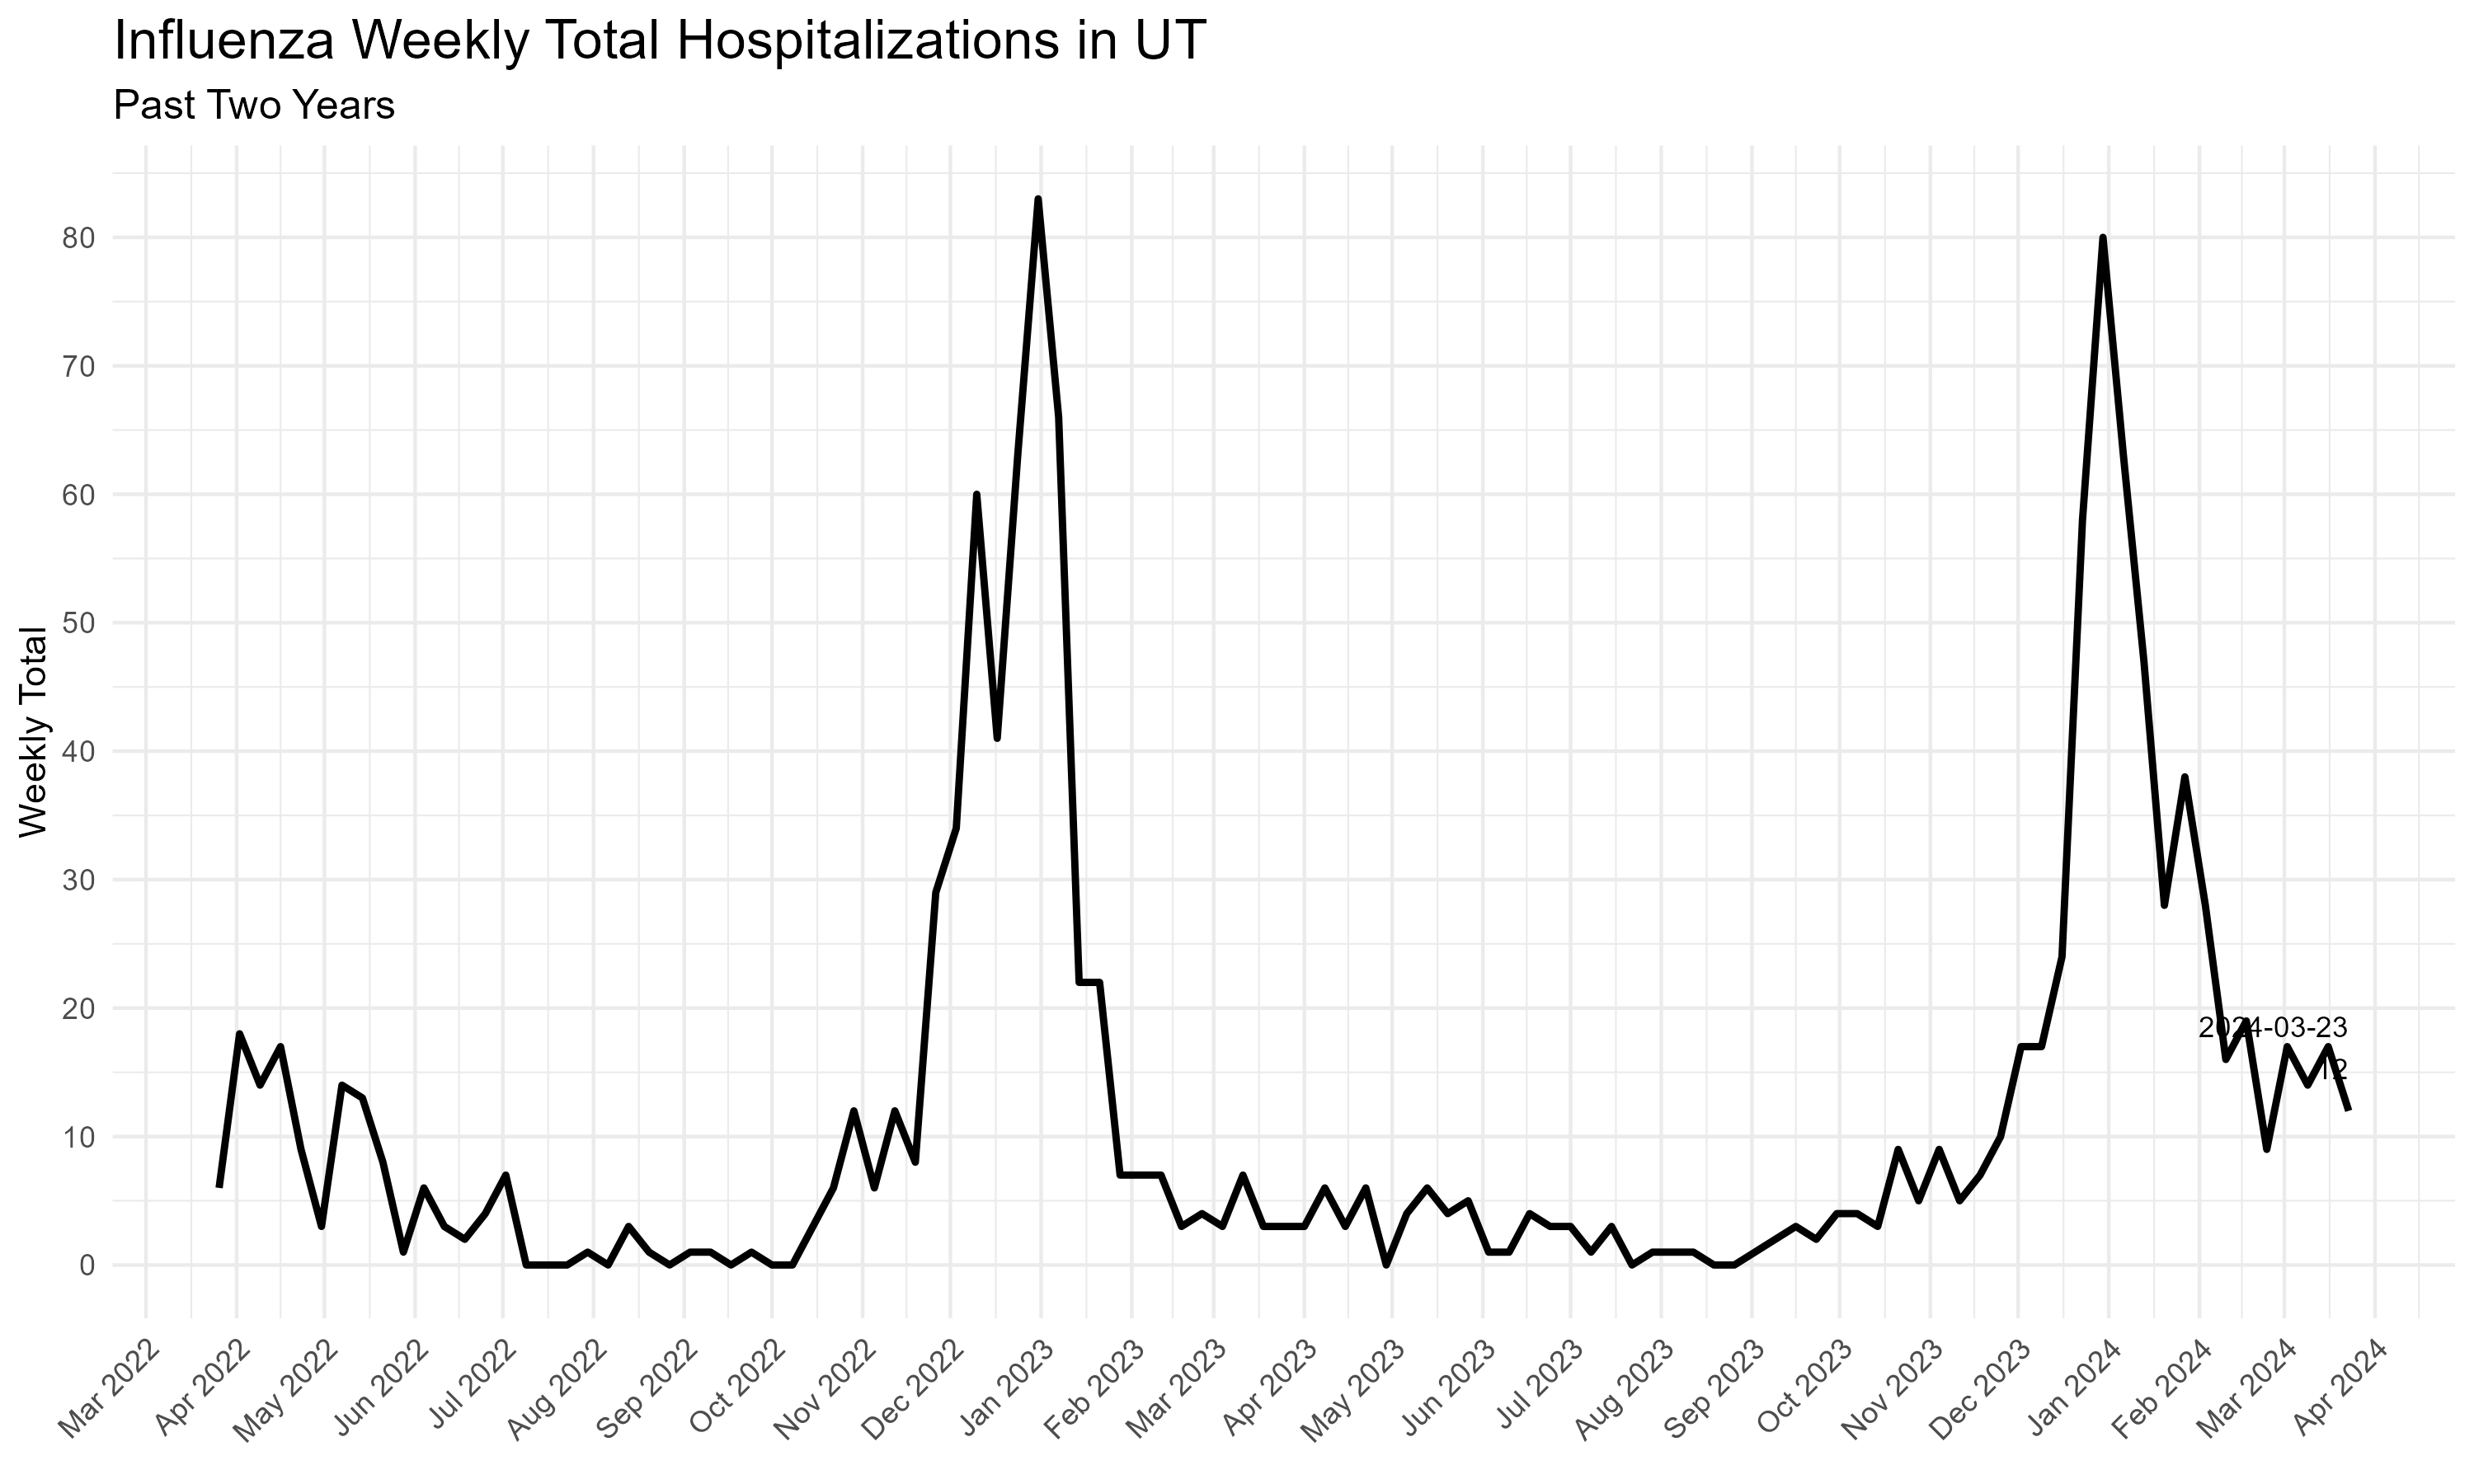 Influenza Weekly Total Hospitalizations in UT
Past Two Years
Weekly Total
80
70
60
50
40
30
20
10
0
2024-03-23
12
Mar 2022
Apr 2022
May 2022
Jun 2022
Jul 2022
Aug 2022
Sep 2022
Oct 2022
Nov 2022
Dec 2022
Jan 2023
Feb 2023
Mar 2023
Apr 2023
May 2023
Jun 2023
Jul 2023
Aug 2023
Sep 2023
Oct 2023
Nov 2023
Dec 2023
Jan 2024
Feb 2024
Mar 2024
Apr 2024